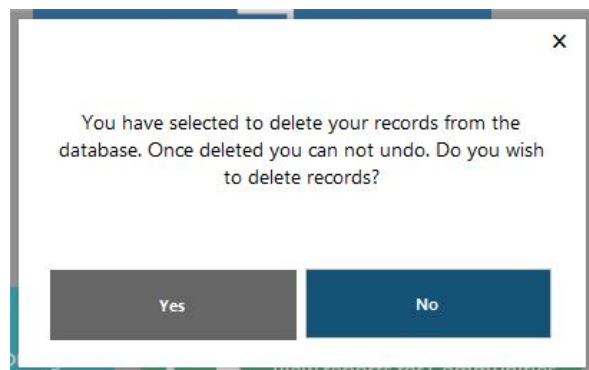 X
You have selected to delete your records from the
database. Once deleted you can not undo. Do you wish
to delete records?
Yes
No